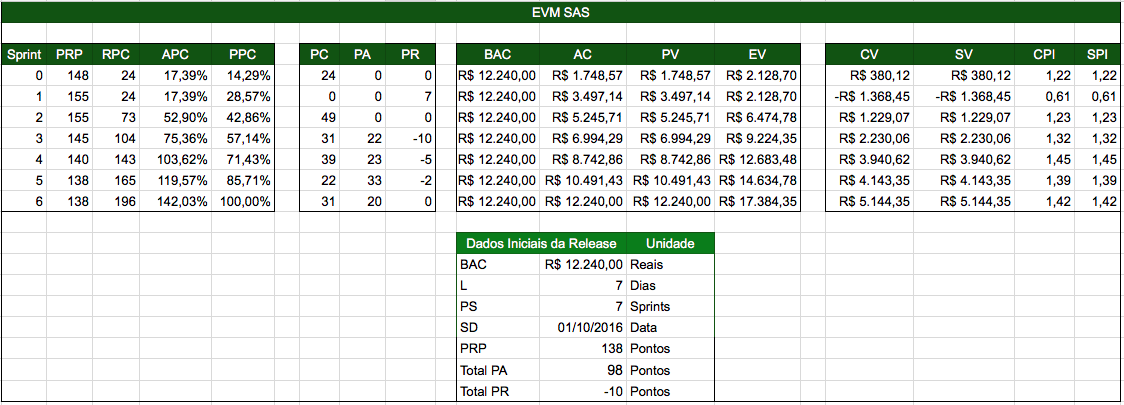 EVM SAS
Sprint PRP RPC APC PPC PC PA PR BAC AC PV EV CV SV CPI SPI
0 148 24 17,39% 14,29% 24 0 0 R$ 12.240,00 R$ 1.748,57 R$ 1.748,57 R$ 2.128,70 R$ 380,12 R$ 380,12 1,22 1,22
1 155 24 17,39% 28,57% 0 0 7 R$ 12.240,00 R$ 3.497,14 R$ 3.497,14 R$ 2.128,70 -R$ 1.368,45 -R$ 1.368,45 0,61 0,61
2 155 73 52,90% 42,86% 49 0 0 R$ 12.240,00 R$ 5.245,71 R$ 5.245,71 R$ 6.474,78 R$ 1.229,07 R$ 1.229,07 1,23 1,23
3 145 104 75,36% 57,14% 31 22 -10 R$ 12.240,00 R$ 6.994,29 R$ 6.994,29 R$ 9.224,35 R$ 2.230,06 R$ 2.230,06 1,32 1,32
4 140 143 103,62% 71,43% 39 23 -5 R$ 12.240,00 R$ 8.742,86 R$ 8.742,86 R$ 12.683,48 R$ 3.940,62 R$ 3.940,62 1,45 1,45
5 138 165 119,57% 85,71% 22 33 -2 R$ 12.240,00 R$ 10.491,43 R$ 10.491,43 R$ 14.634,78 R$ 4.143,35 R$ 4.143,35 1,39 1,39
6 138 196 142,03% 100,00% 31 20 0 R$ 12.240,00 R$ 12.240,00 R$ 12.240,00 R$ 17.384,35 R$ 5.144,35 R$ 5.144,35 1,42 1,42
Dados Iniciais da Release Unidade
BAC R$ 12.240,00 Reais
L 7 Dias
PS 7 Sprints
SD 01/10/2016 Data
PRP 138 Pontos
Total PA 98 Pontos
Total PR -10 Pontos